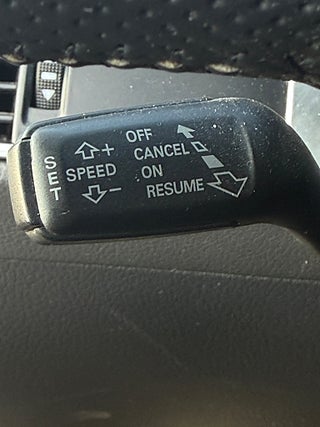 SET
SPEED
+
-
OFF
CANCEL
ON
RESUME